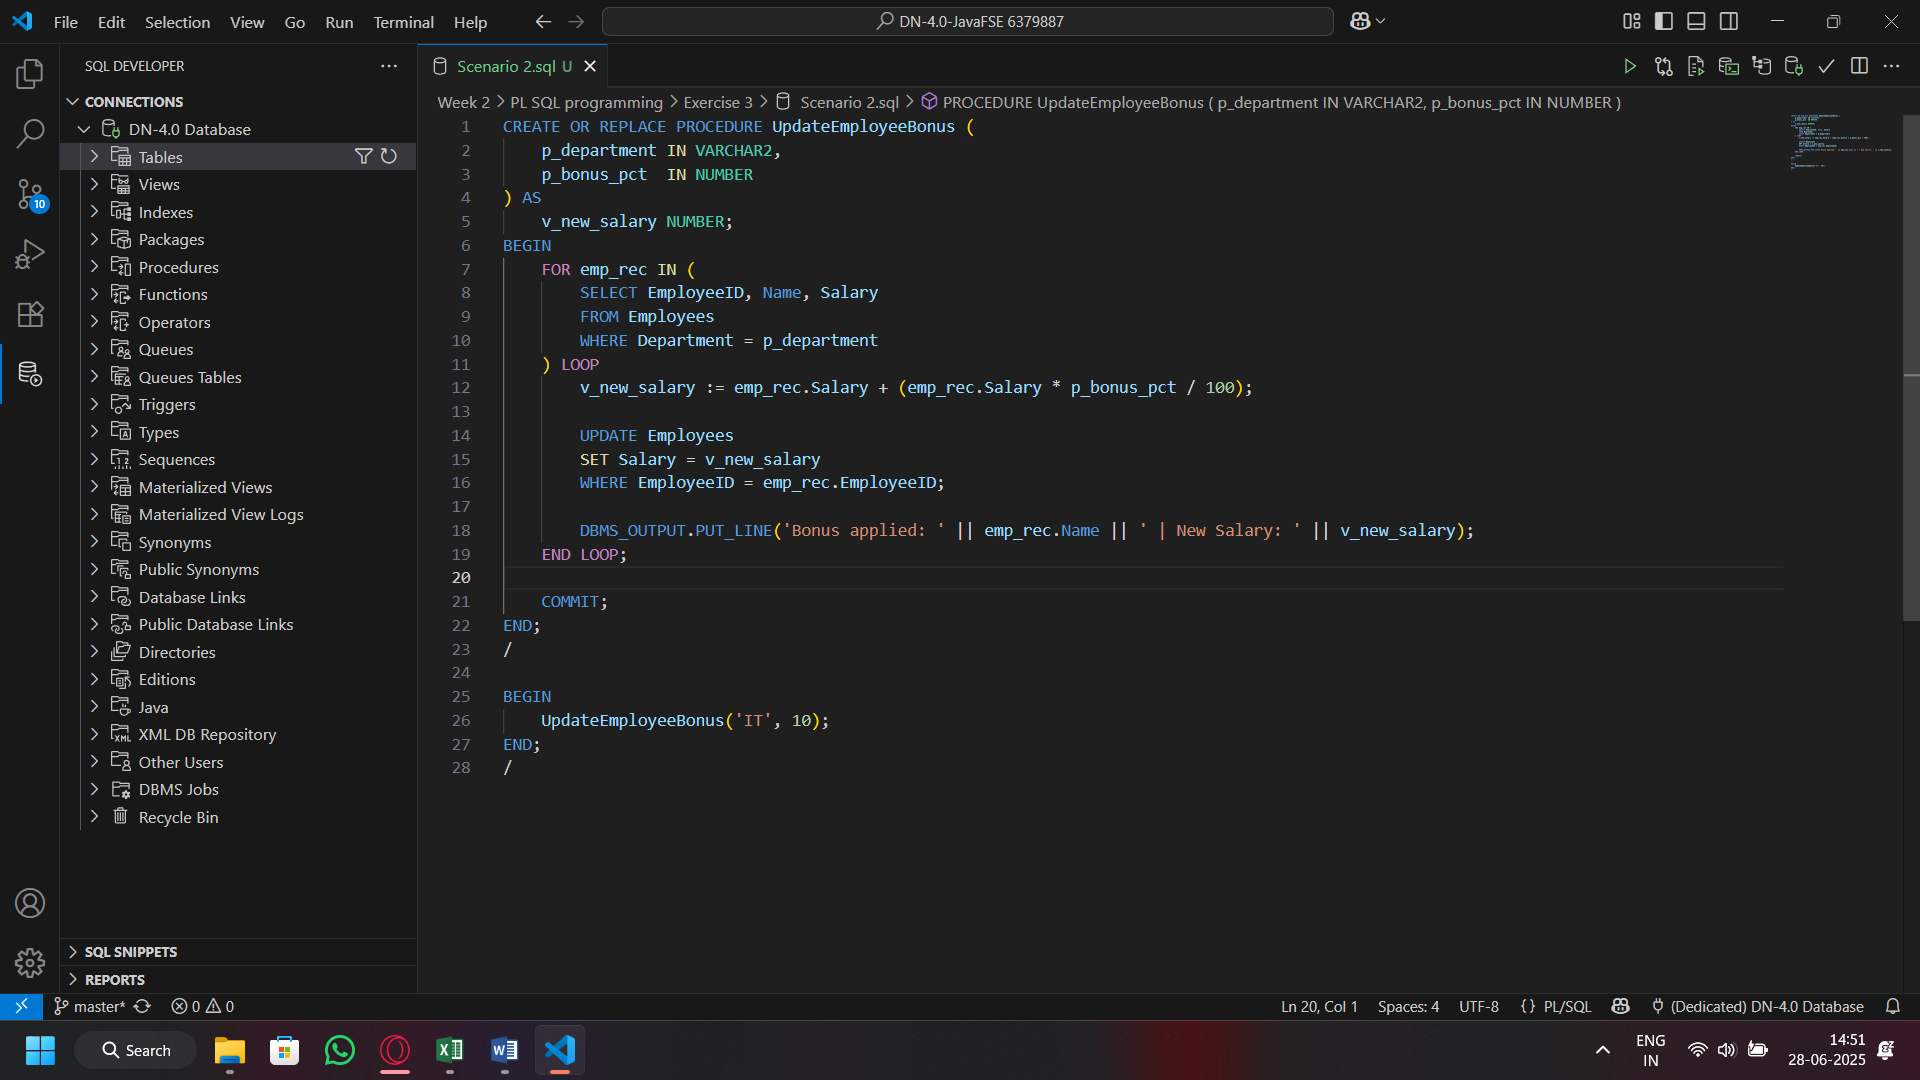 File Edit Selection View Go Run Terminal Help
DN-4.0-JavaFSE 6379887
SQL DEVELOPER
Scenario 2.sql U
CONNECTIONS
DN-4.0 Database
Tables
Views
Indexes
Packages
Procedures
Functions
Operators
Queues
Queues Tables
Triggers
Types
Sequences
Materialized Views
Materialized View Logs
Synonyms
Public Synonyms
Database Links
Public Database Links
Directories
Editions
Java
XML DB Repository
Other Users
DBMS Jobs
Recycle Bin
SQL SNIPPETS
REPORTS
10
Week 2 > PL SQL programming > Exercise 3 > Scenario 2.sql > PROCEDURE UpdateEmployeeBonus ( p_department IN VARCHAR2, p_bonus_pct IN NUMBER )
1 CREATE OR REPLACE PROCEDURE UpdateEmployeeBonus (
2     p_department IN VARCHAR2,
3     p_bonus_pct  IN NUMBER
4 ) AS
5     v_new_salary NUMBER;
6 BEGIN
7     FOR emp_rec IN (
8         SELECT EmployeeID, Name, Salary
9         FROM Employees
10         WHERE Department = p_department
11     ) LOOP
12         v_new_salary := emp_rec.Salary + (emp_rec.Salary * p_bonus_pct / 100);
13
14         UPDATE Employees
15         SET Salary = v_new_salary
16         WHERE EmployeeID = emp_rec.EmployeeID;
17
18         DBMS_OUTPUT.PUT_LINE('Bonus applied: ' || emp_rec.Name || ' | New Salary: ' || v_new_salary);
19     END LOOP;
20
21     COMMIT;
22 END;
23 /
24
25 BEGIN
26     UpdateEmployeeBonus('IT', 10);
27 END;
28 /
master* 0 0
Ln 20, Col 1 Spaces: 4 UTF-8 {} PL/SQL (Dedicated) DN-4.0 Database
Search
ENG
IN
14:51
28-06-2025